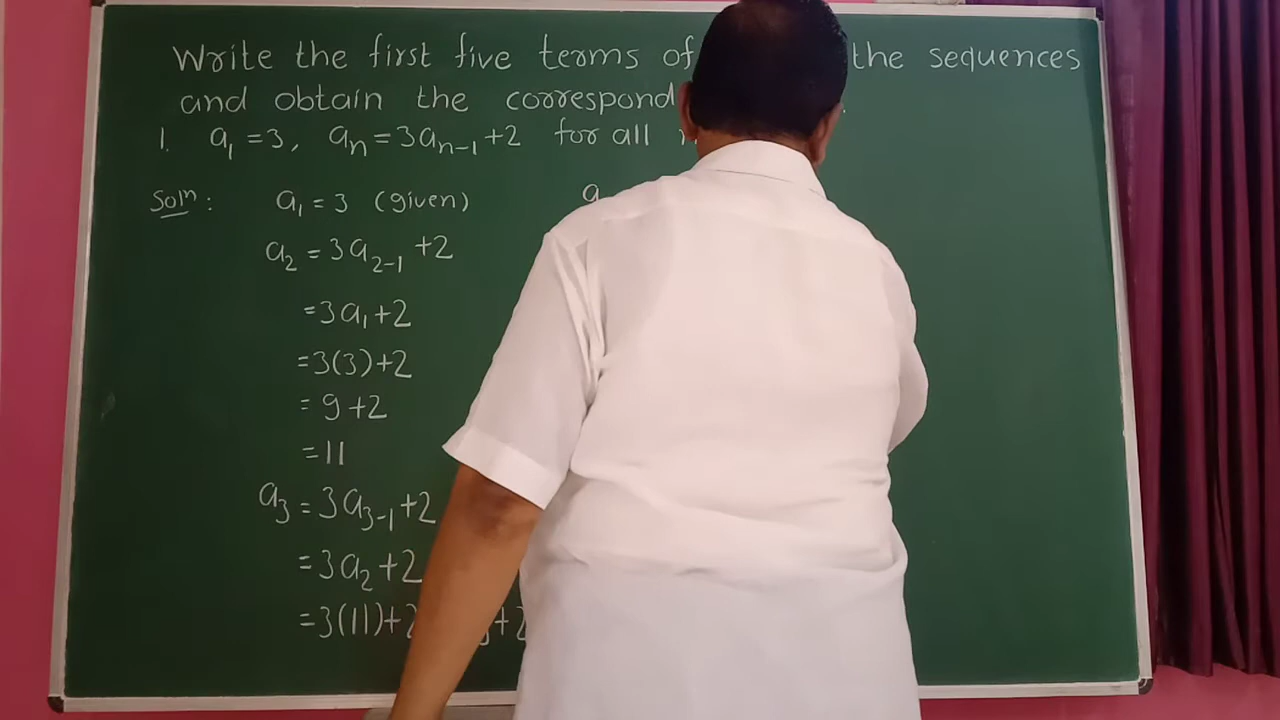 Write the first five terms of the sequences
and obtain the correspond
1. a₁ = 3, aₙ = 3aₙ₋₁ + 2 for all
Solⁿ : a₁ = 3 (given) a
a₂ = 3a₂₋₁ + 2
= 3a₁ + 2
= 3(3) + 2
= 9 + 2
= 11
a₃ = 3a₃₋₁ + 2
= 3a₂ + 2
= 3(11) + 2 + 2